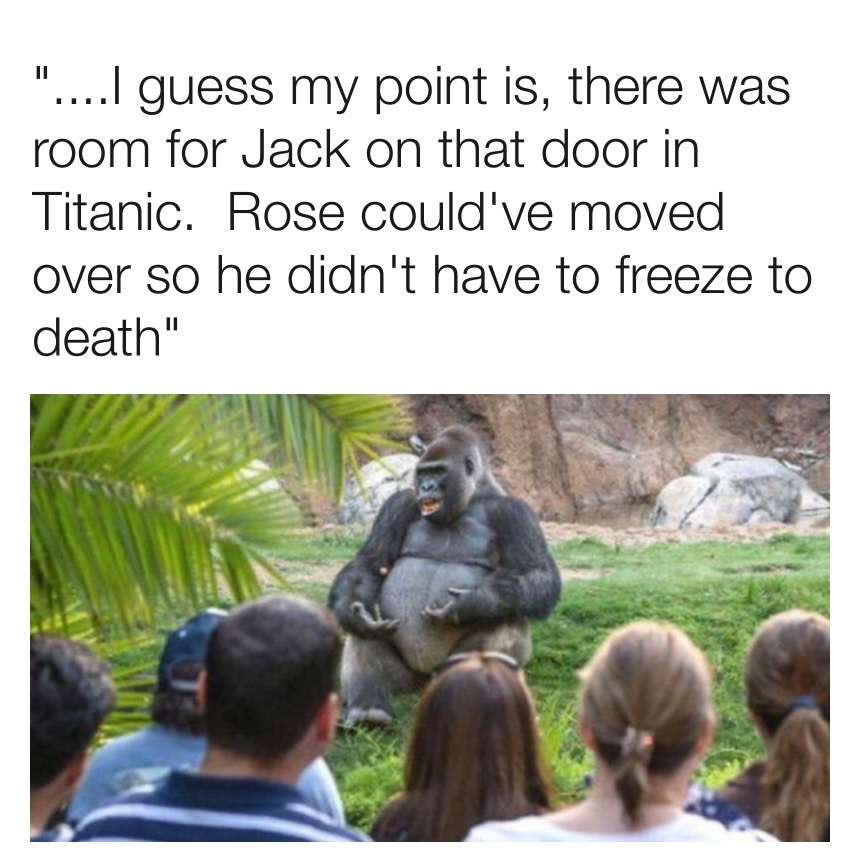 "....I guess my point is, there was
room for Jack on that door in
Titanic.  Rose could've moved
over so he didn't have to freeze to
death"